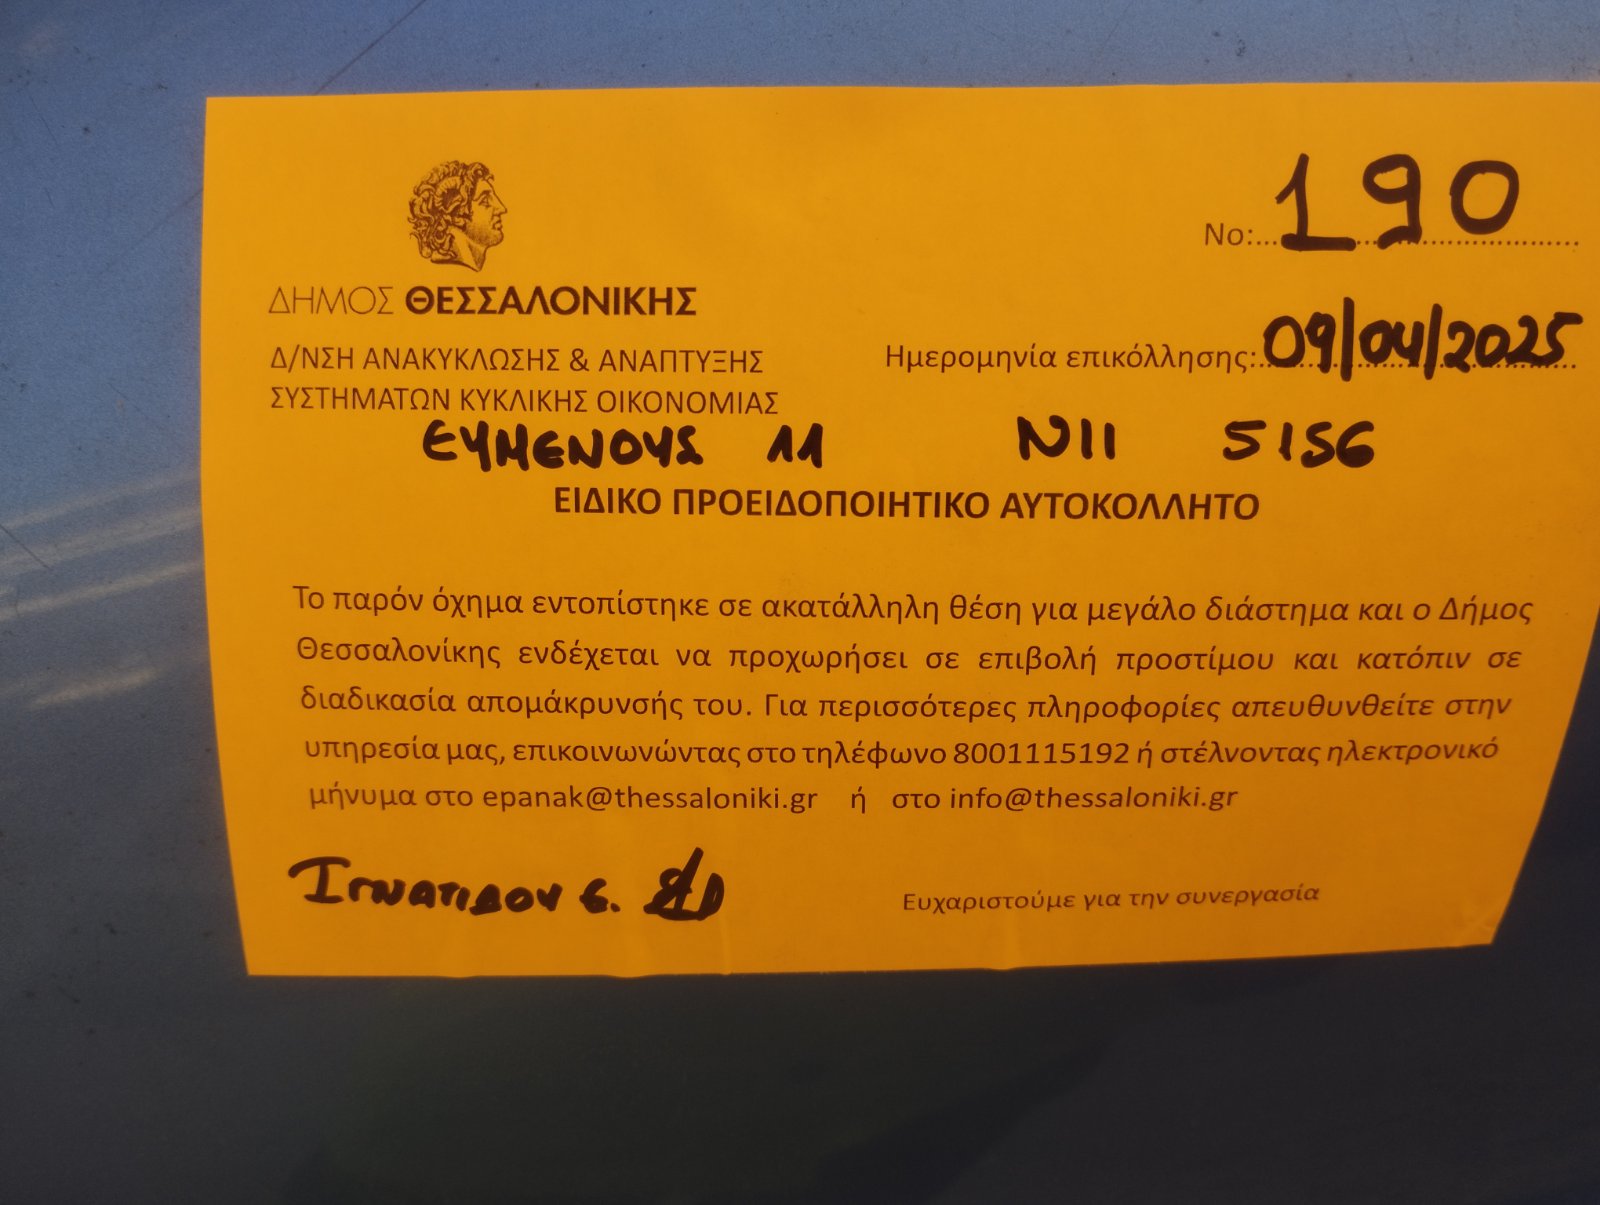 Νο:...190
ΔΗΜΟΣ ΘΕΣΣΑΛΟΝΙΚΗΣ
Δ/ΝΣΗ ΑΝΑΚΥΚΛΩΣΗΣ & ΑΝΑΠΤΥΞΗΣ
ΣΥΣΤΗΜΑΤΩΝ ΚΥΚΛΙΚΗΣ ΟΙΚΟΝΟΜΙΑΣ
Ημερομηνία επικόλλησης:..09/04/2025
ΕΥΜΕΝΟΥΣ 11 ΝΙΙ 5156
ΕΙΔΙΚΟ ΠΡΟΕΙΔΟΠΟΙΗΤΙΚΟ ΑΥΤΟΚΟΛΛΗΤΟ
Το παρόν όχημα εντοπίστηκε σε ακατάλληλη θέση για μεγάλο διάστημα και ο Δήμος
Θεσσαλονίκης ενδέχεται να προχωρήσει σε επιβολή προστίμου και κατόπιν σε
διαδικασία απομάκρυνσής του. Για περισσότερες πληροφορίες απευθυνθείτε στην
υπηρεσία μας, επικοινωνώντας στο τηλέφωνο 8001115192 ή στέλνοντας ηλεκτρονικό
μήνυμα στο epanak@thessaloniki.gr ή στο info@thessaloniki.gr
Ιγνατιδου ε.
Ευχαριστούμε για την συνεργασία